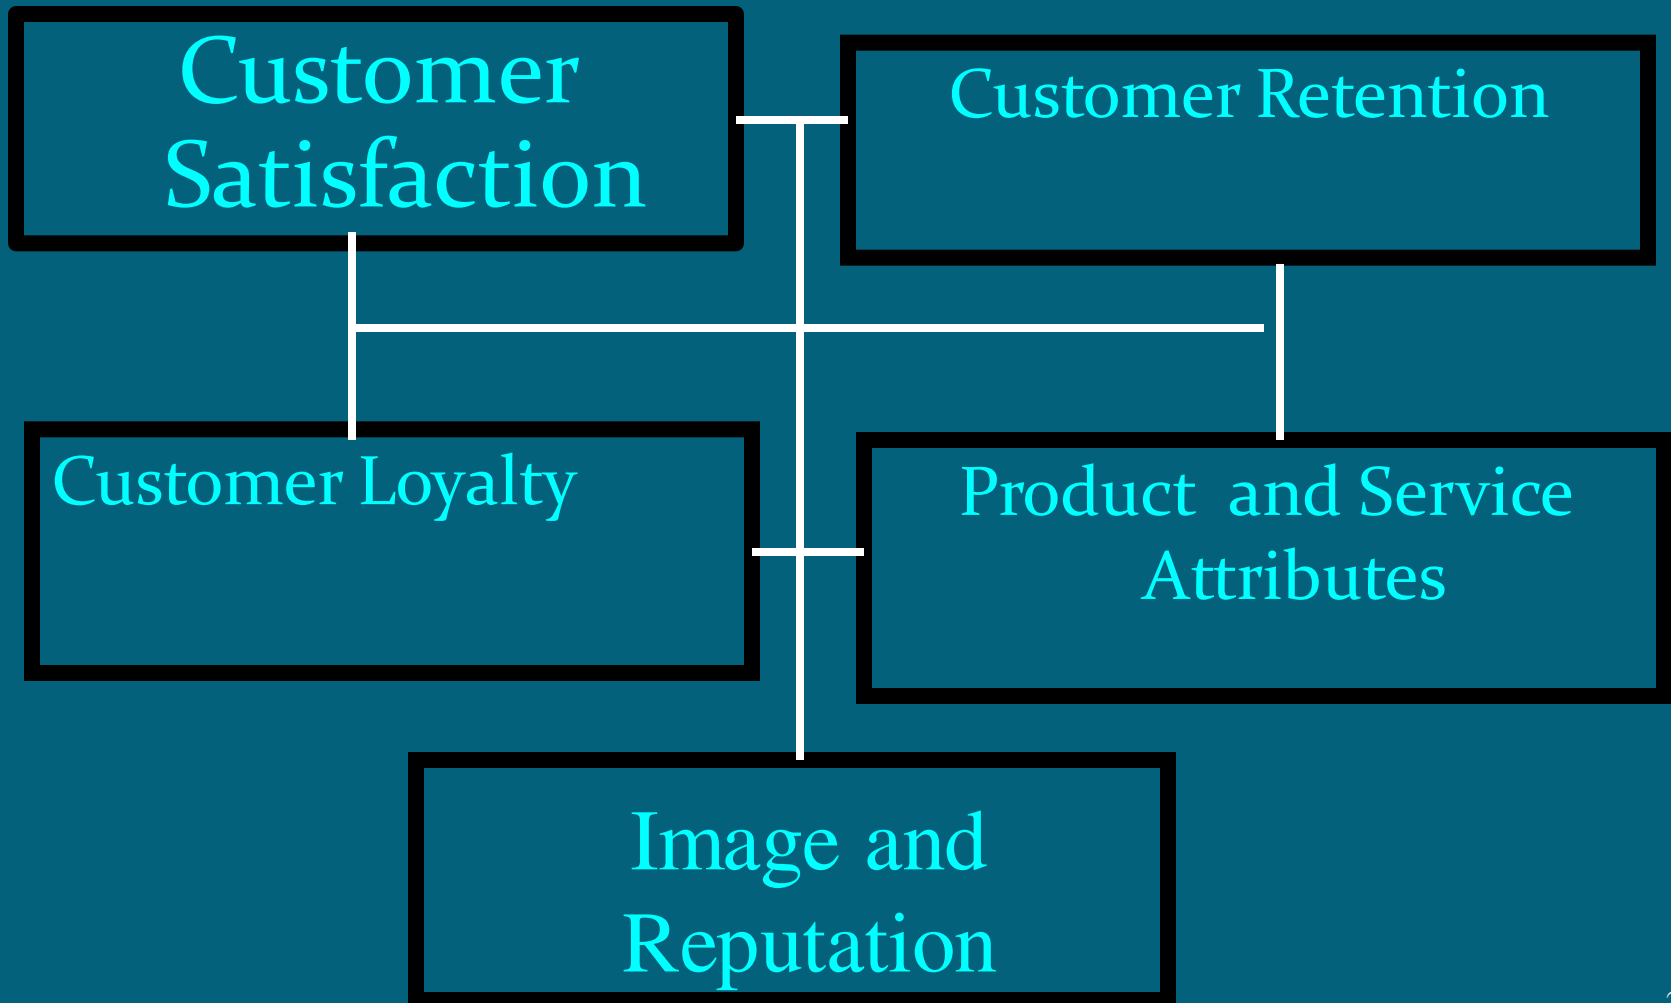 Customer
Satisfaction
Customer Retention
Customer Loyalty
Product and Service
Attributes
Image and
Reputation